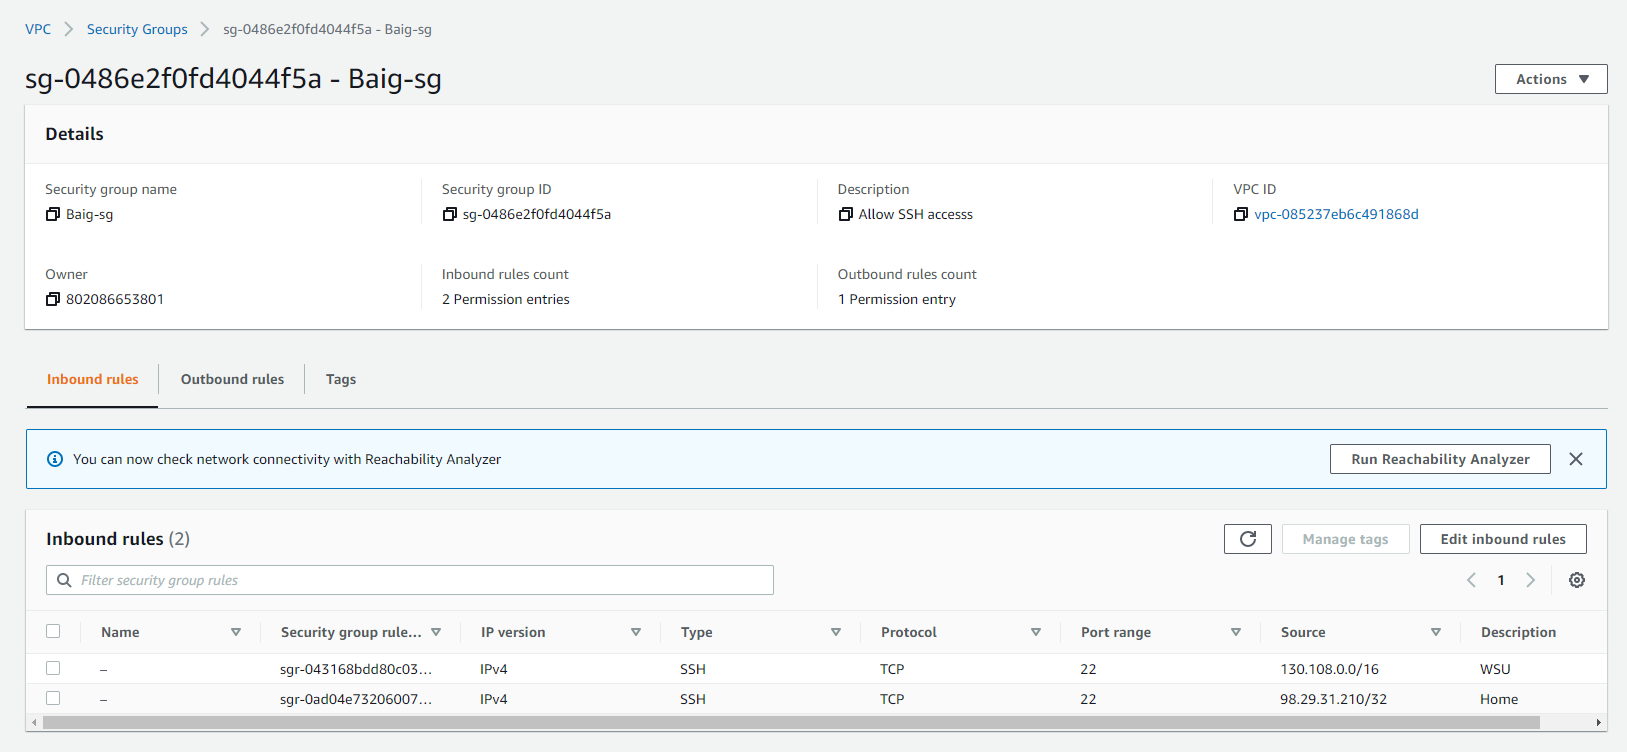 VPC > Security Groups > sg-0486e2f0fd4044f5a - Baig-sg
sg-0486e2f0fd4044f5a - Baig-sg
Actions ▼
Details
Security group name Security group ID Description VPC ID
Baig-sg sg-0486e2f0fd4044f5a Allow SSH accesss vpc-085237eb6c491868d
Owner Inbound rules count Outbound rules count
802086653801 2 Permission entries 1 Permission entry
Inbound rules Outbound rules Tags
You can now check network connectivity with Reachability Analyzer Run Reachability Analyzer
Inbound rules (2) Manage tags Edit inbound rules
Filter security group rules 1
Name Security group rule... IP version Type Protocol Port range Source Description
– sgr-043168bdd80c03... IPv4 SSH TCP 22 130.108.0.0/16 WSU
– sgr-0ad04e73206007... IPv4 SSH TCP 22 98.29.31.210/32 Home